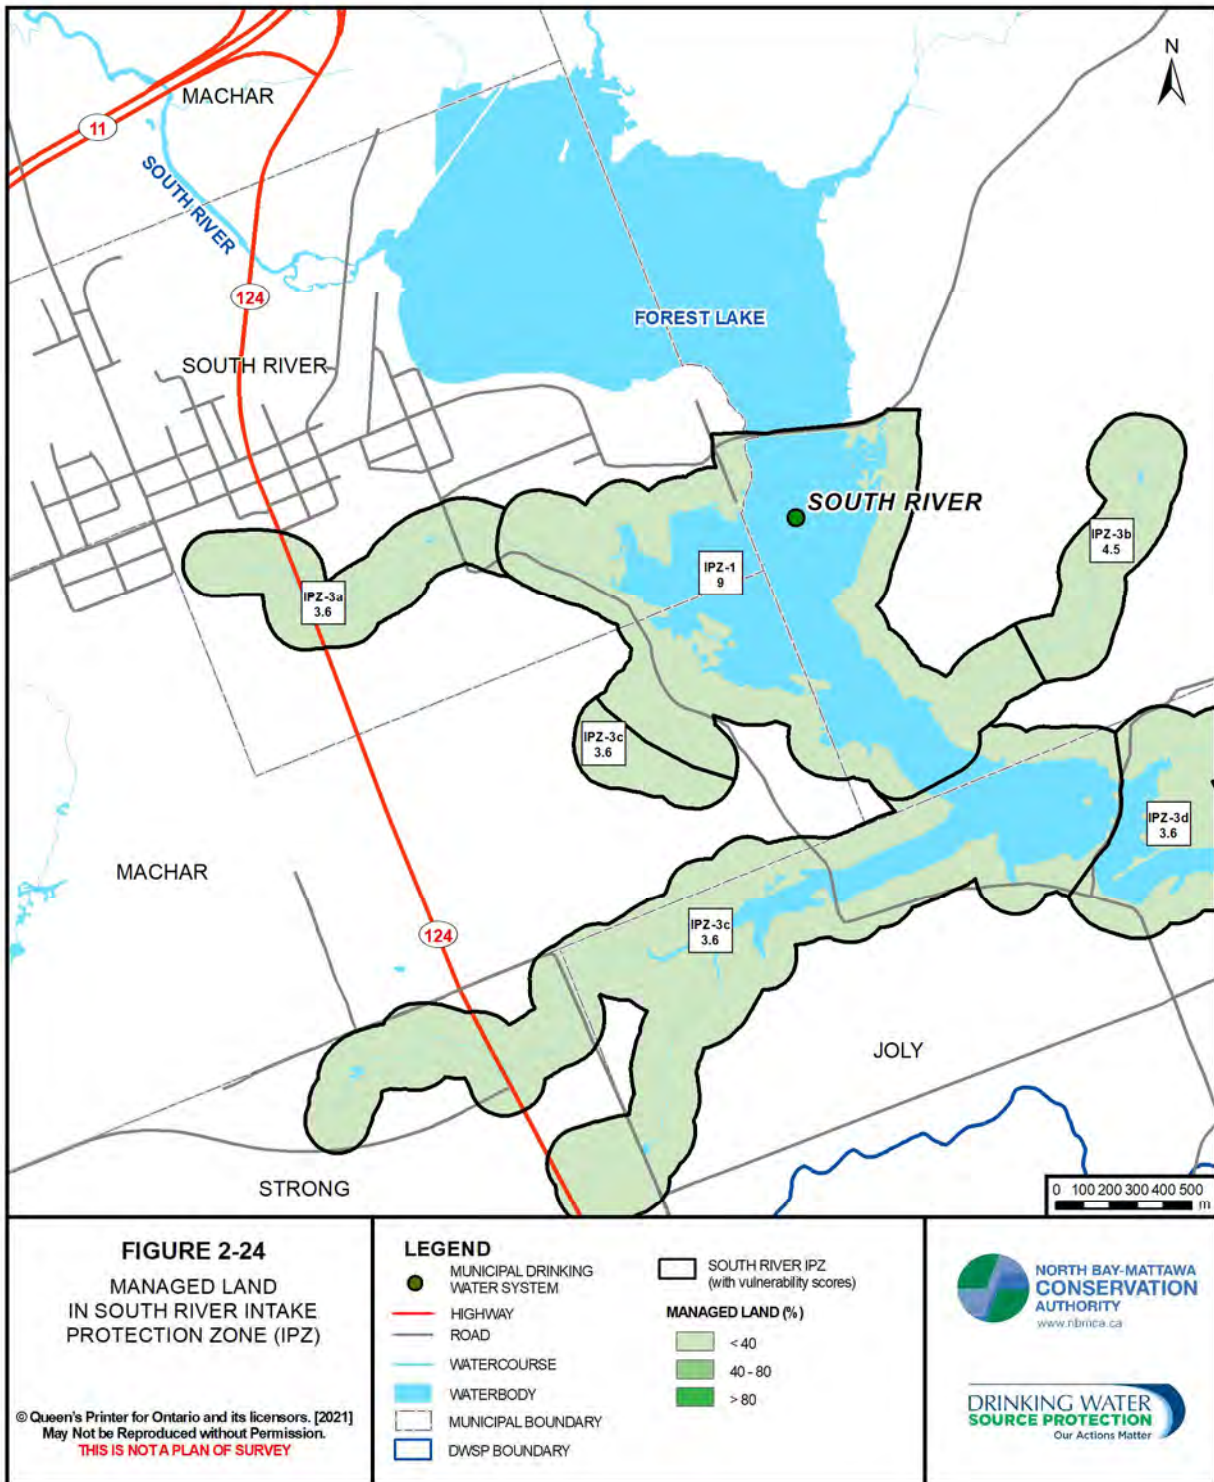 N
MACHAR
11
SOUTH RIVER
124
FOREST LAKE
SOUTH RIVER
SOUTH RIVER
IPZ-3b
4.5
IPZ-1
9
IPZ-3a
3.6
IPZ-3c
3.6
IPZ-3d
3.6
MACHAR
124
IPZ-3c
3.6
JOLY
STRONG
0 100 200 300 400 500
m
FIGURE 2-24
MANAGED LAND
IN SOUTH RIVER INTAKE
PROTECTION ZONE (IPZ)
© Queen's Printer for Ontario and its licensors. [2021]
May Not be Reproduced without Permission.
THIS IS NOT A PLAN OF SURVEY
LEGEND
MUNICIPAL DRINKING
WATER SYSTEM
HIGHWAY
ROAD
WATERCOURSE
WATERBODY
MUNICIPAL BOUNDARY
DWSP BOUNDARY
SOUTH RIVER IPZ
(with vulnerability scores)
MANAGED LAND (%)
< 40
40 - 80
> 80
NORTH BAY-MATTAWA
CONSERVATION
AUTHORITY
www.nbmca.ca
DRINKING WATER
SOURCE PROTECTION
Our Actions Matter